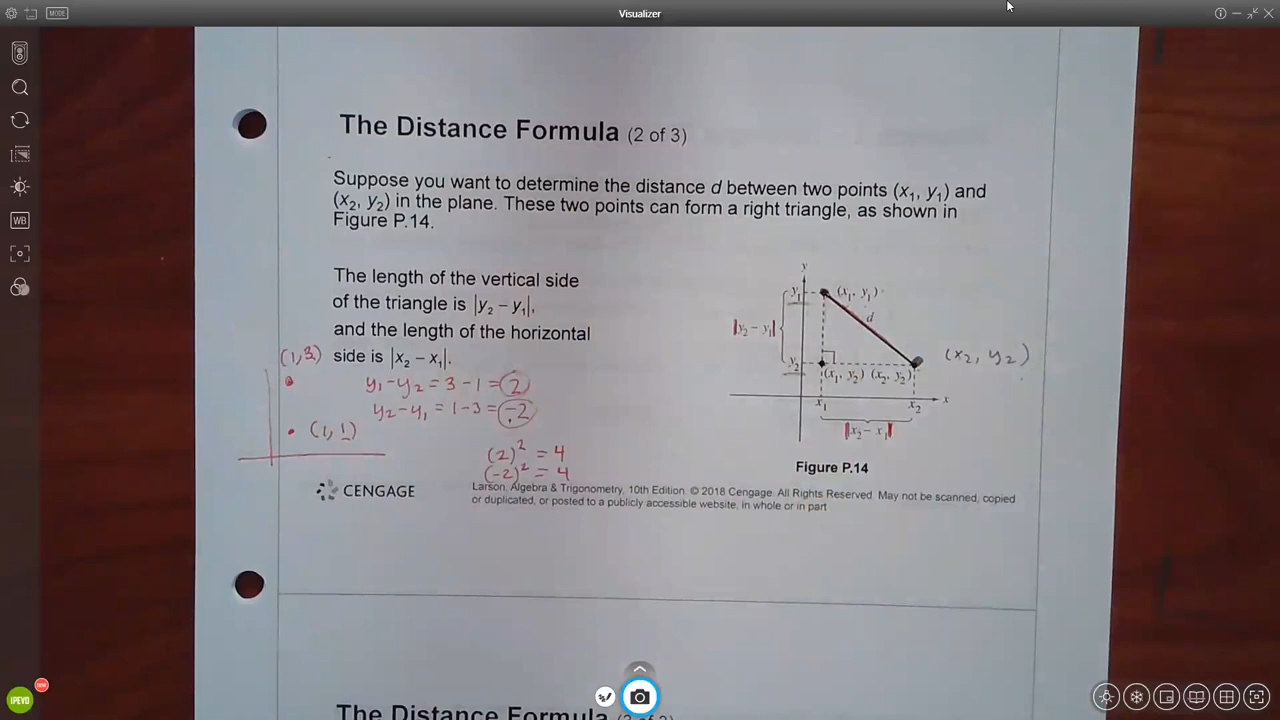 MODE
Visualizer
The Distance Formula (2 of 3)
Suppose you want to determine the distance d between two points (x₁, y₁) and
(x₂, y₂) in the plane. These two points can form a right triangle, as shown in
Figure P.14.
The length of the vertical side
of the triangle is |y₂ − y₁|,
and the length of the horizontal
side is |x₂ − x₁|.
(1,3)
y₁−y₂ = 3−1 = 2
y₂−y₁ = 1−3 = −2
(1,1)
(2)² = 4
(−2)² = 4
y
y₁
(x₁, y₁)
d
|y₂ − y₁|
y₂
(x₂, y₂)
(x₁, y₂) (x₂, y₂)
x₁
x₂
x
|x₂ − x₁|
Figure P.14
CENGAGE
Larson, Algebra & Trigonometry, 10th Edition. © 2018 Cengage. All Rights Reserved. May not be scanned, copied
or duplicated, or posted to a publicly accessible website, in whole or in part
WB
IPEVO
The Distance Formula